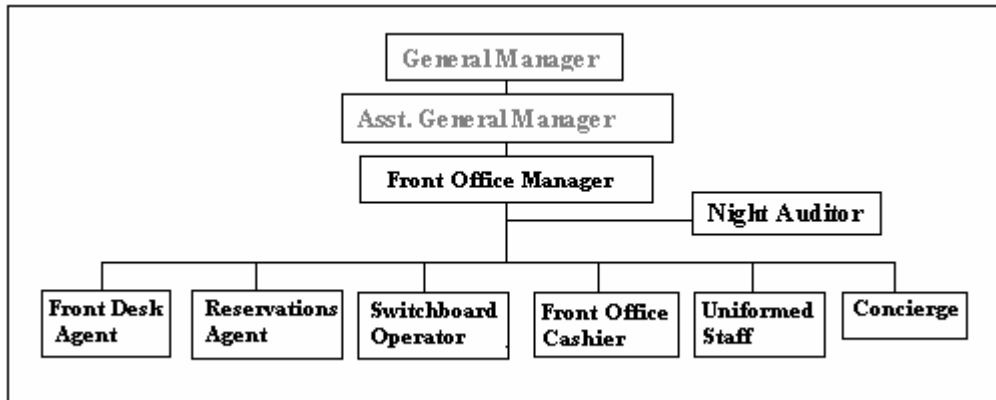 General Manager
Asst. General Manager
Front Office Manager
Night Auditor
Front Desk
Agent
Reservations
Agent
Switchboard
Operator
Front Office
Cashier
Uniformed
Staff
Concierge